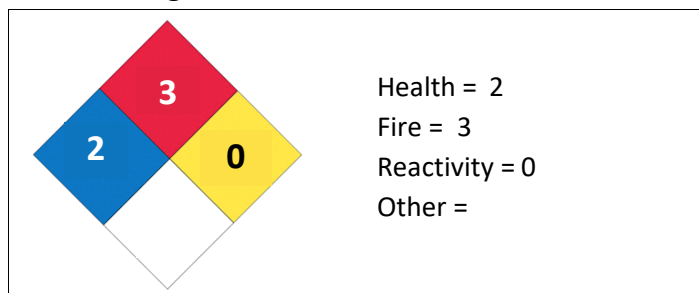 3
2
0
Health = 2
Fire = 3
Reactivity = 0
Other =